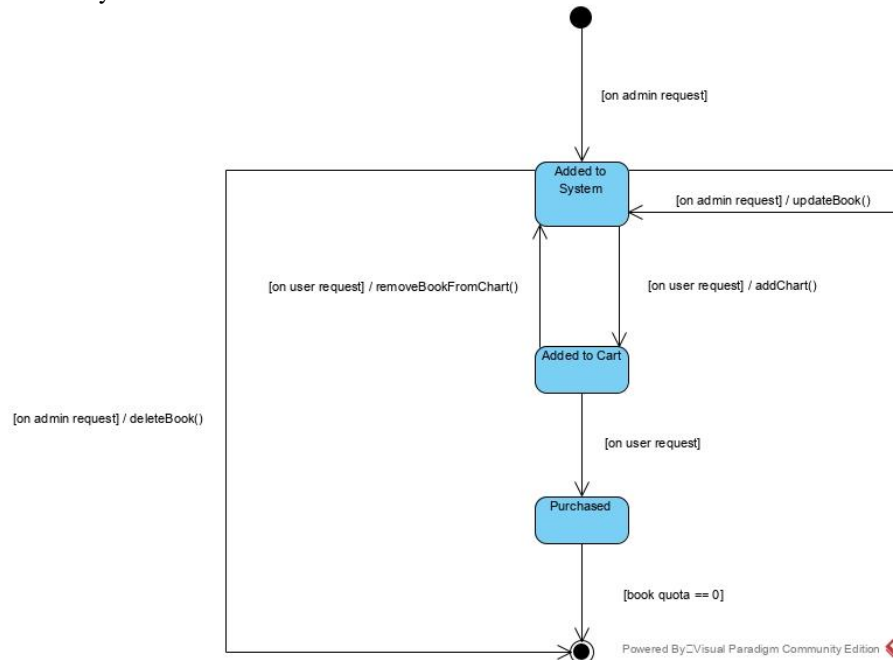 [on admin request]
Added to
System
[on admin request] / updateBook()
[on user request] / removeBookFromChart()
[on user request] / addChart()
Added to Cart
[on admin request] / deleteBook()
[on user request]
Purchased
[book quota == 0]
Powered By Visual Paradigm Community Edition